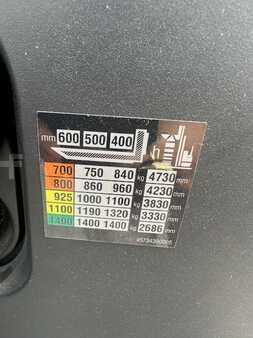 mm 600 500 400 h
700 750 840 kg 4730 mm
800 860 960 kg 4230 mm
925 1000 1100 kg 3830 mm
1100 1190 1320 kg 3330 mm
1400 1400 1400 kg 2686 mm